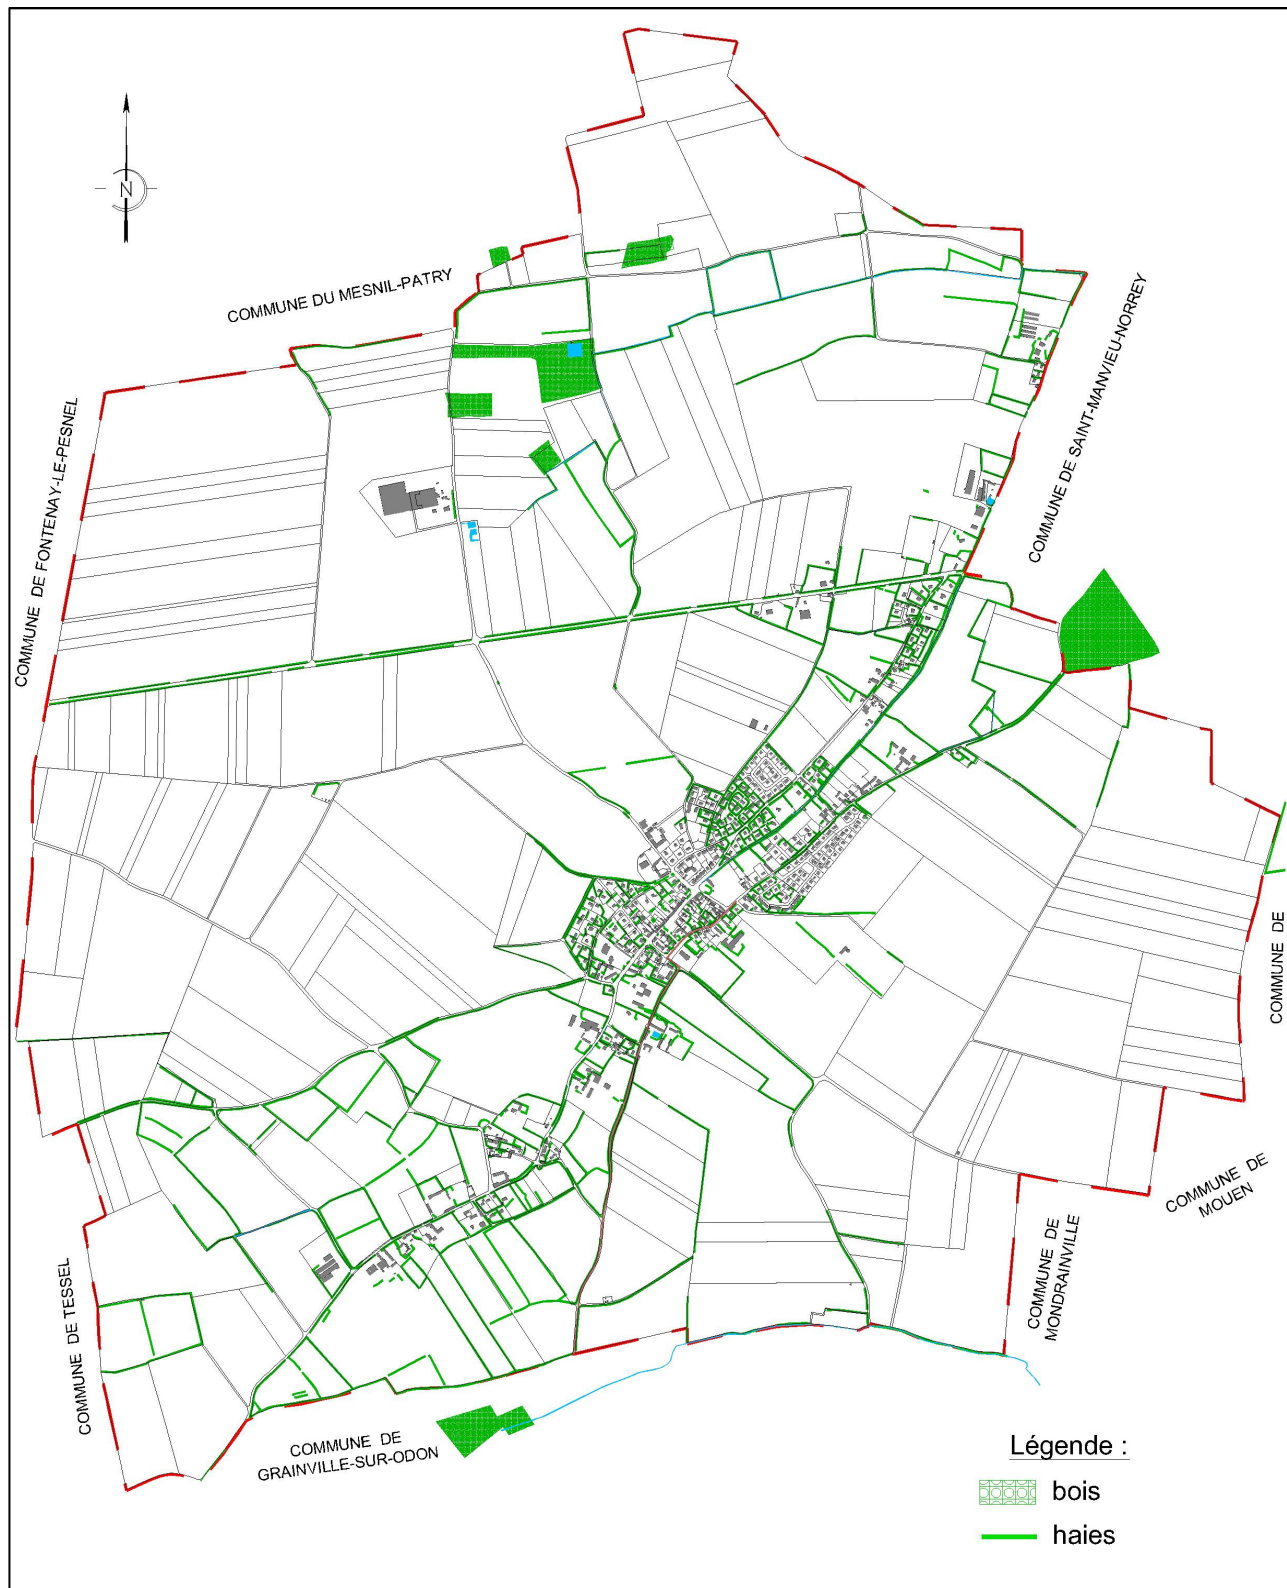 N
COMMUNE DU MESNIL-PATRY
COMMUNE DE SAINT-MANVIEU-NORREY
COMMUNE DE FONTENAY-LE-PESNEL
COMMUNE DE
COMMUNE DE
MOUEN
COMMUNE DE
MONDRAINVILLE
COMMUNE DE TESSEL
COMMUNE DE
GRAINVILLE-SUR-ODON
Légende :
bois
haies